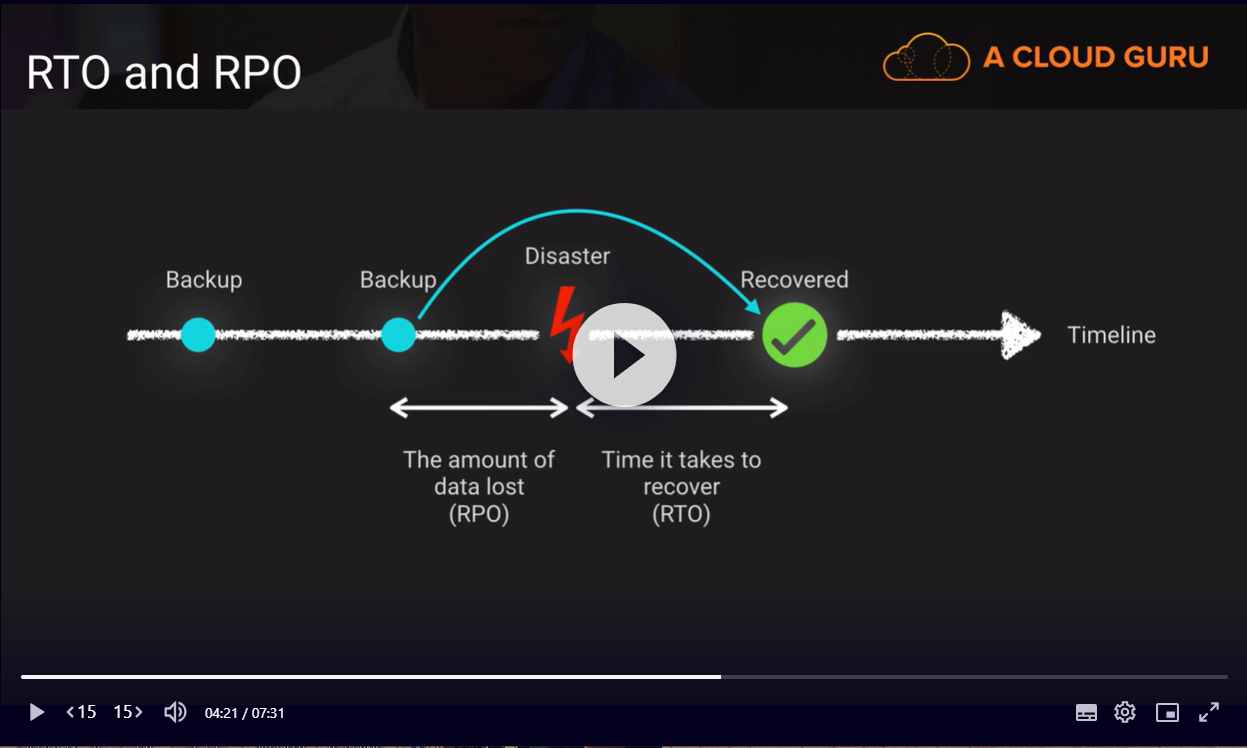 RTO and RPO
A CLOUD GURU
Disaster
Backup
Backup
Recovered
Timeline
The amount of
data lost
(RPO)
Time it takes to
recover
(RTO)
15
15
04:21 / 07:31